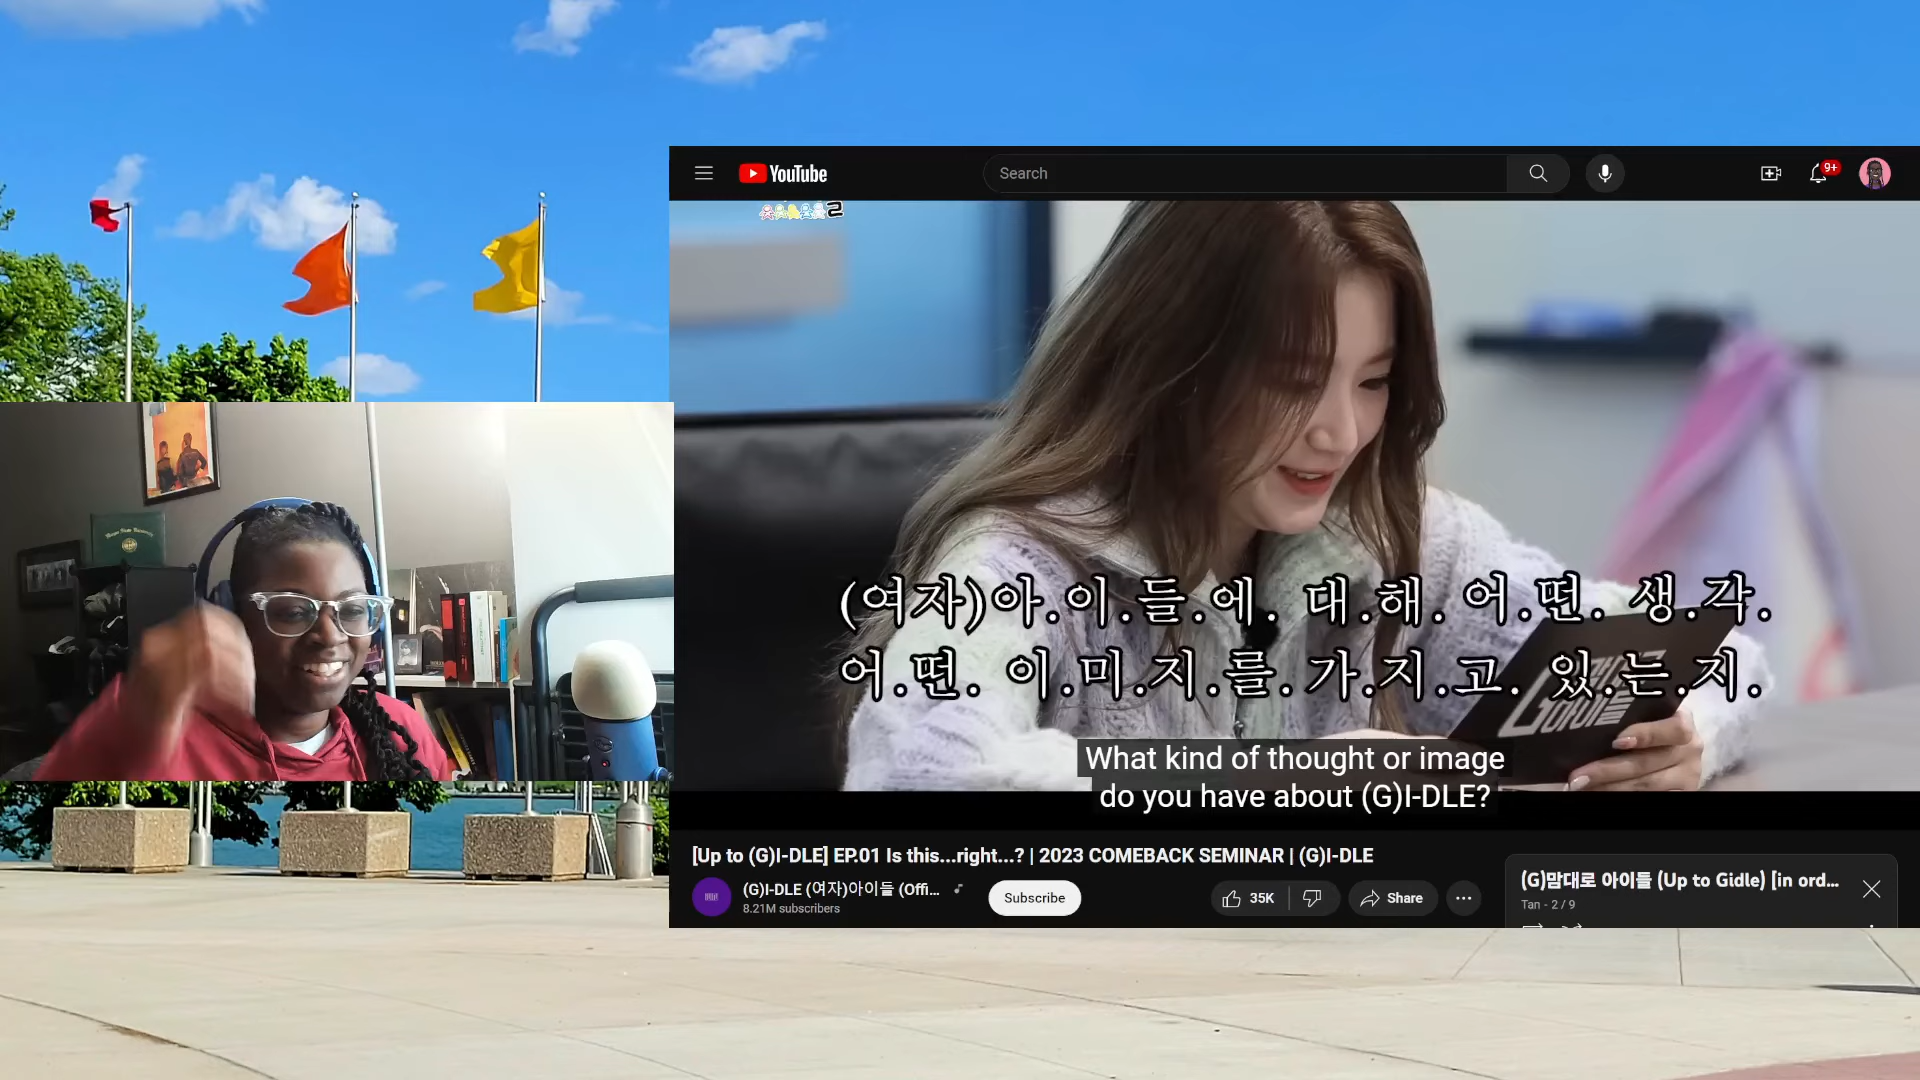 YouTube
Search
9+
2
(여자)아.이.들.에. 대.해. 어.떤. 생.각.
어.떤. 이.미.지.를. 가.지.고. 있.는.지.
What kind of thought or image
do you have about (G)I-DLE?
[Up to (G)I-DLE] EP.01 Is this...right...? | 2023 COMEBACK SEMINAR | (G)I-DLE
(G)I-DLE (여자)아이들 (Offi...
8.21M subscribers
Subscribe
35K
Share
(G)맘대로 아이들 (Up to Gidle) [in ord...
Tan - 2 / 9